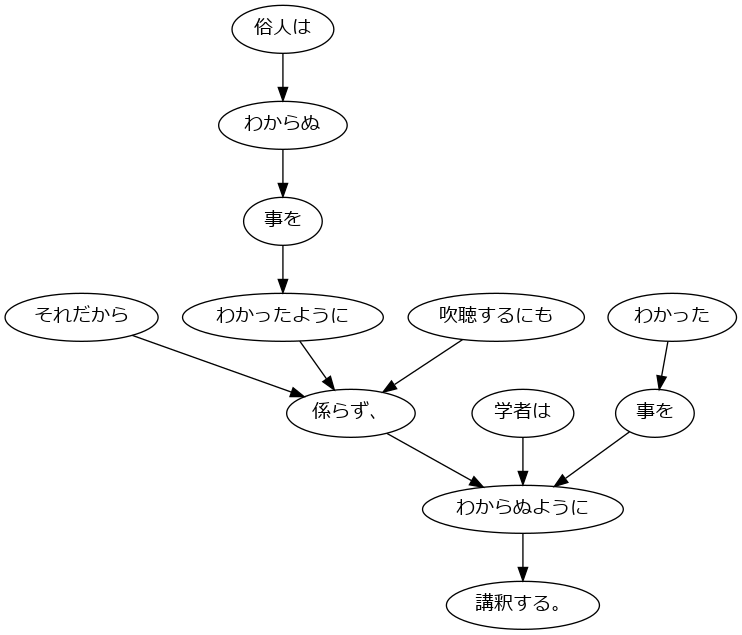 俗人は
わからぬ
事を
それだから
わかったように
吹聴するにも
わかった
係らず、
学者は
事を
わからぬように
講釈する。